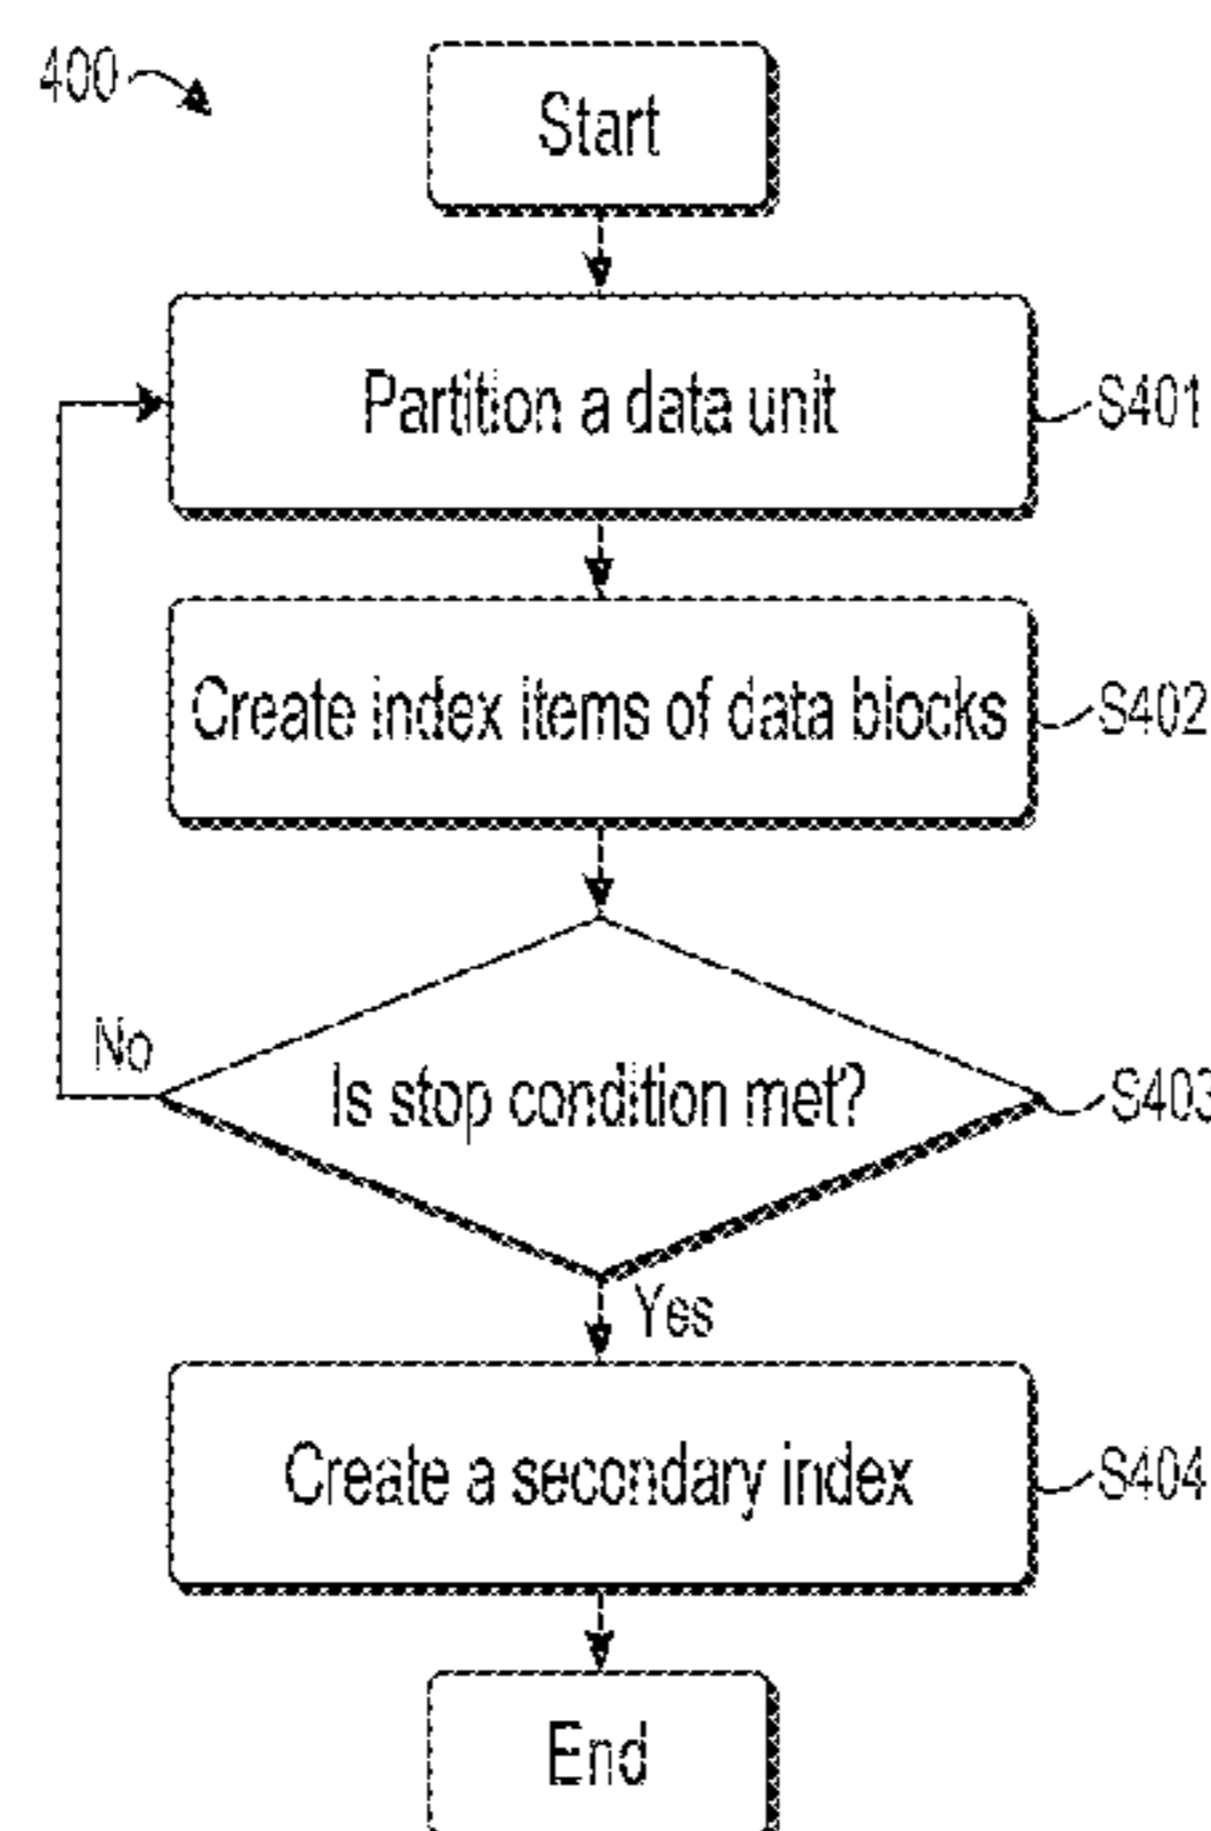 400
Start
Partition a data unit
S401
Create index items of data blocks
S402
No
Is stop condition met?
S403
Yes
Create a secondary index
S404
End